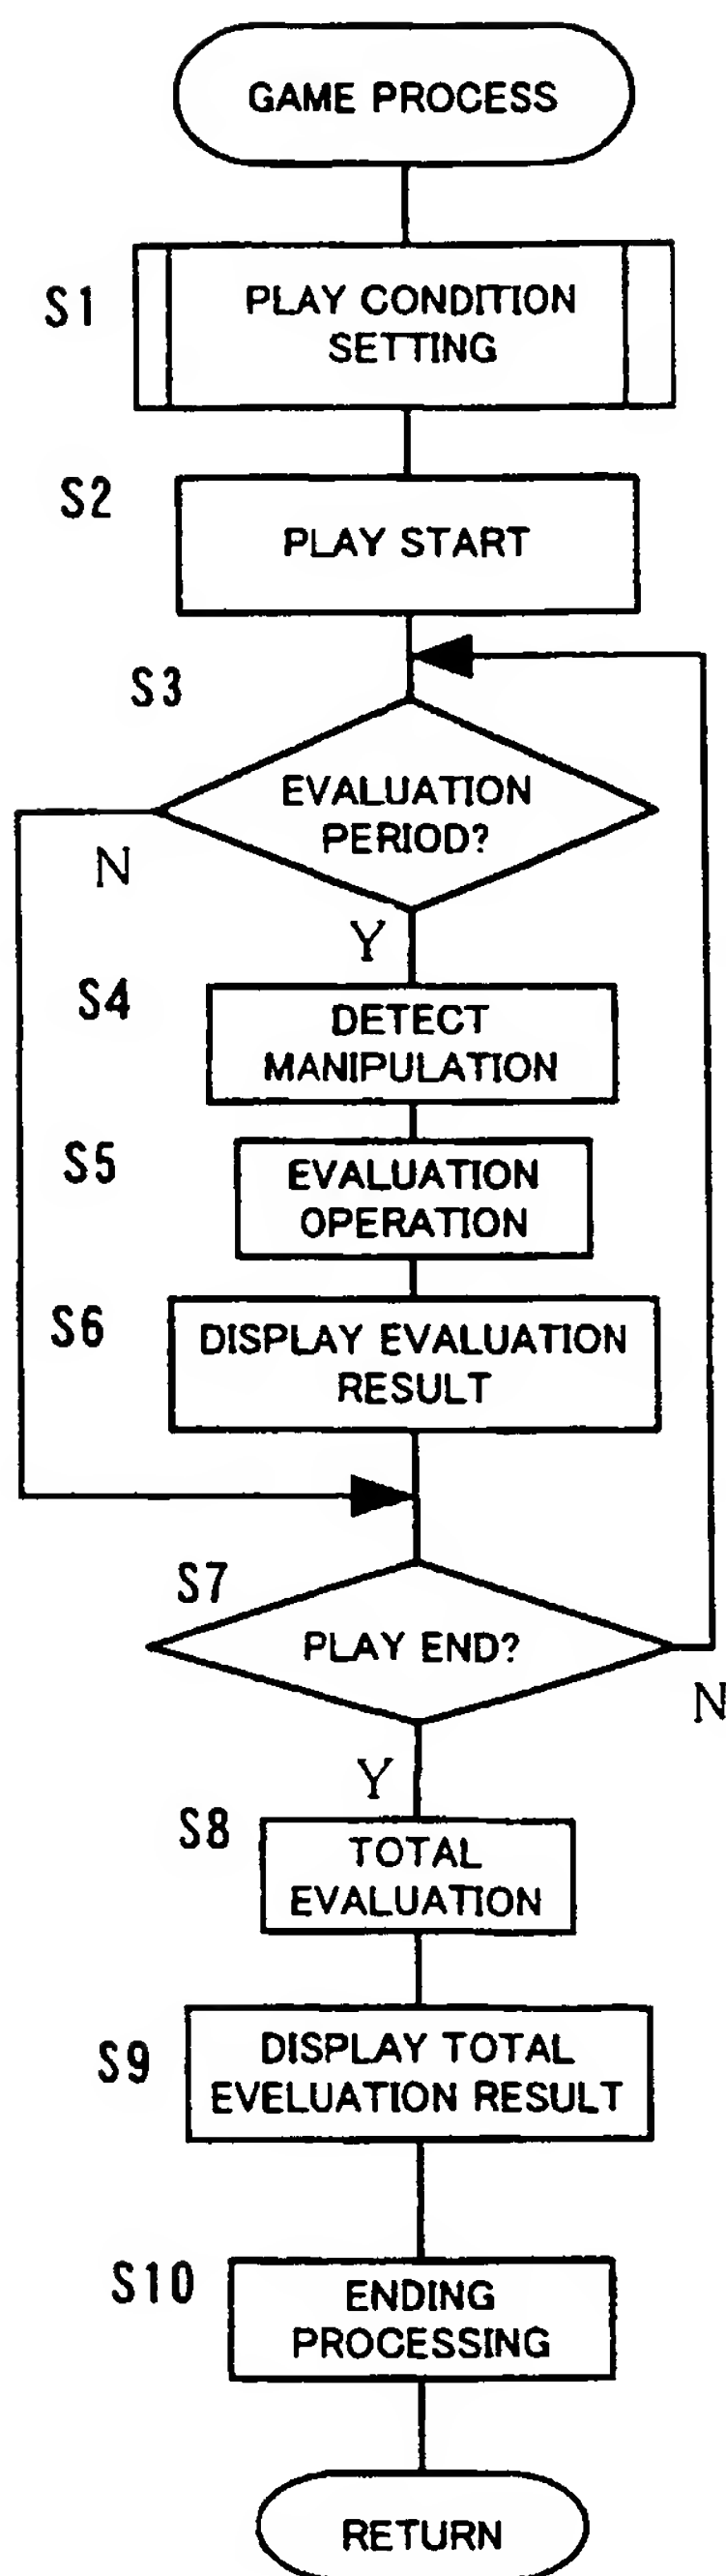 GAME PROCESS
S1
PLAY CONDITION
SETTING
S2
PLAY START
S3
EVALUATION
PERIOD?
N
Y
S4
DETECT
MANIPULATION
S5
EVALUATION
OPERATION
S6
DISPLAY EVALUATION
RESULT
S7
PLAY END?
N
Y
S8
TOTAL
EVALUATION
S9
DISPLAY TOTAL
EVELUATION RESULT
S10
ENDING
PROCESSING
RETURN